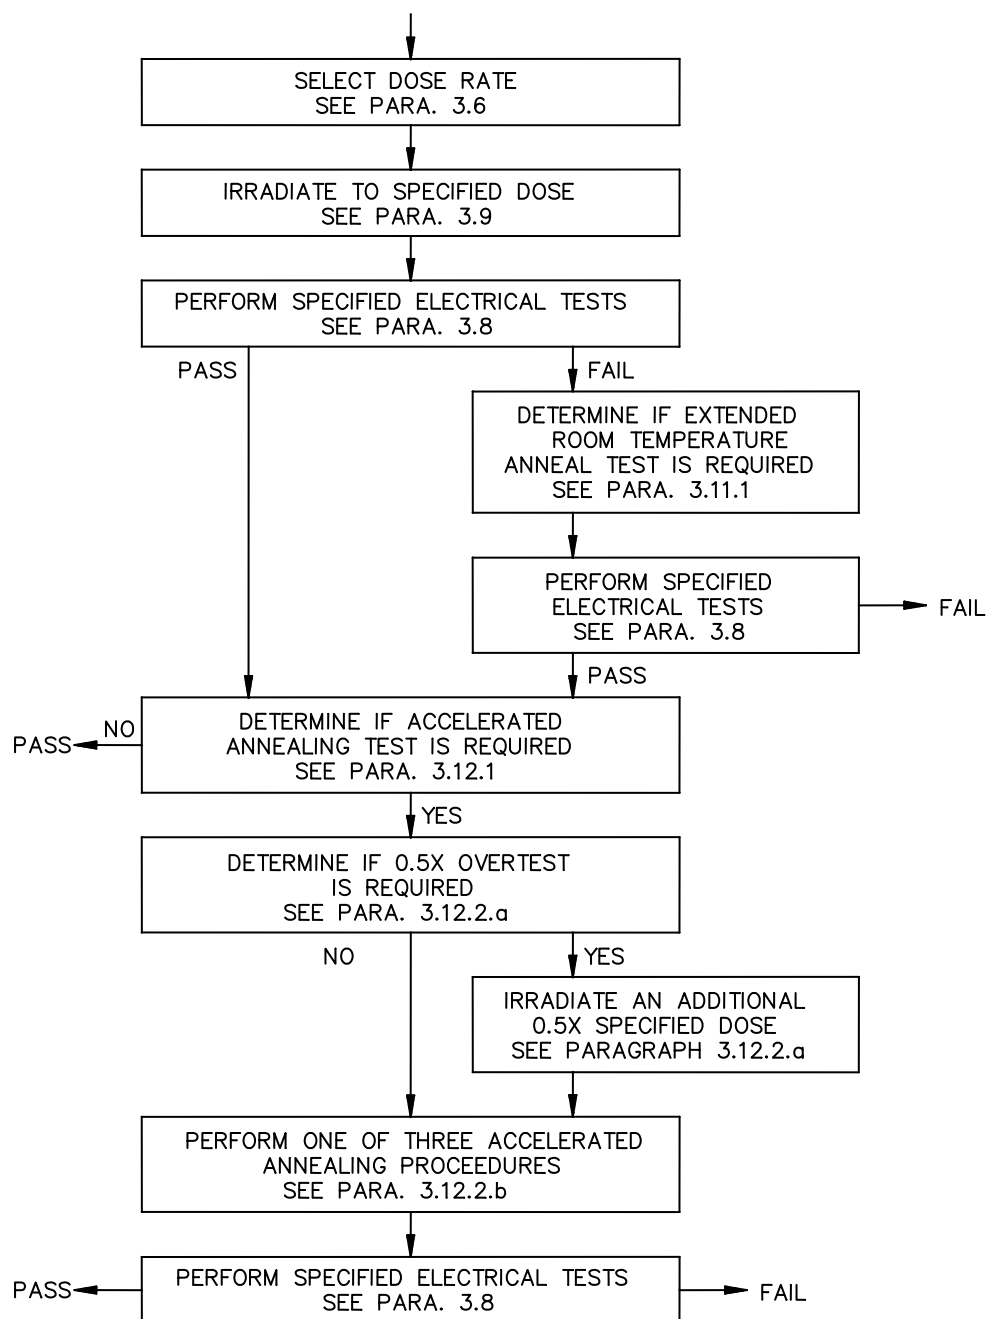 SELECT DOSE RATE
SEE PARA. 3.6
IRRADIATE TO SPECIFIED DOSE
SEE PARA. 3.9
PERFORM SPECIFIED ELECTRICAL TESTS
SEE PARA. 3.8
PASS
FAIL
DETERMINE IF EXTENDED
ROOM TEMPERATURE
ANNEAL TEST IS REQUIRED
SEE PARA. 3.11.1
PERFORM SPECIFIED
ELECTRICAL TESTS
SEE PARA. 3.8
FAIL
PASS
DETERMINE IF ACCELERATED
ANNEALING TEST IS REQUIRED
SEE PARA. 3.12.1
NO
PASS
YES
DETERMINE IF 0.5X OVERTEST
IS REQUIRED
SEE PARA. 3.12.2.a
NO
YES
IRRADIATE AN ADDITIONAL
0.5X SPECIFIED DOSE
SEE PARAGRAPH 3.12.2.a
PERFORM ONE OF THREE ACCELERATED
ANNEALING PROCEEDURES
SEE PARA. 3.12.2.b
PASS
PERFORM SPECIFIED ELECTRICAL TESTS
SEE PARA. 3.8
FAIL